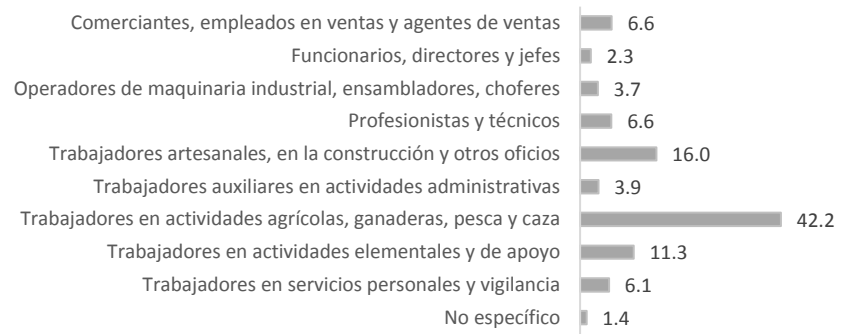 Comerciantes, empleados en ventas y agentes de ventas 6.6
Funcionarios, directores y jefes 2.3
Operadores de maquinaria industrial, ensambladores, choferes 3.7
Profesionistas y técnicos 6.6
Trabajadores artesanales, en la construcción y otros oficios 16.0
Trabajadores auxiliares en actividades administrativas 3.9
Trabajadores en actividades agrícolas, ganaderas, pesca y caza 42.2
Trabajadores en actividades elementales y de apoyo 11.3
Trabajadores en servicios personales y vigilancia 6.1
No específico 1.4